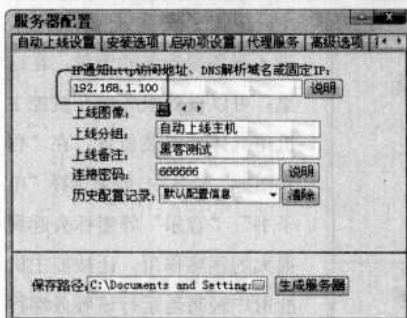 服务器配置
自动上线设置 安装选项 启动项设置 代理服务 高级选项
IP通知http访问地址、DNS解析域名或固定IP:
192.168.1.100 说明
上线图像:
上线分组: 自动上线主机
上线备注: 黑客测试
连接密码: 666666 说明
历史配置记录: 默认配置信息 清除
保存路径: C:\Documents and Setting: 生成服务器